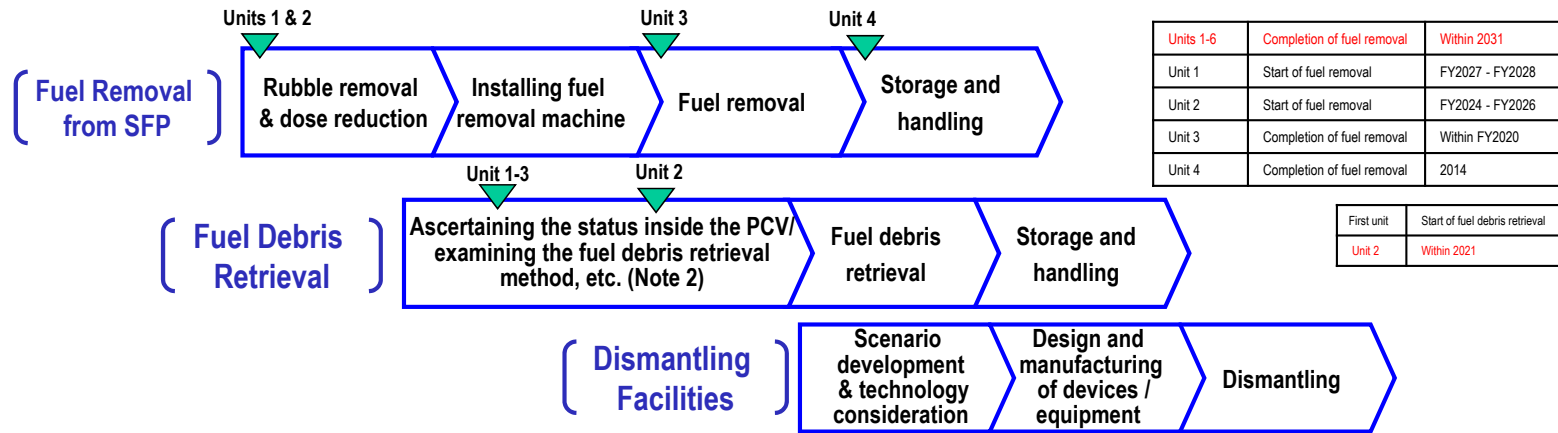 Units 1 & 2
Unit 3
Unit 4
Fuel Removal
from SFP
Rubble removal
& dose reduction
Installing fuel
removal machine
Fuel removal
Storage and
handling
Units 1-6 Completion of fuel removal Within 2031
Unit 1 Start of fuel removal FY2027 - FY2028
Unit 2 Start of fuel removal FY2024 - FY2026
Unit 3 Completion of fuel removal Within FY2020
Unit 4 Completion of fuel removal 2014
Unit 1-3
Unit 2
Fuel Debris
Retrieval
Ascertaining the status inside the PCV/
examining the fuel debris retrieval
method, etc. (Note 2)
Fuel debris
retrieval
Storage and
handling
First unit Start of fuel debris retrieval
Unit 2 Within 2021
Dismantling
Facilities
Scenario
development
& technology
consideration
Design and
manufacturing
of devices /
equipment
Dismantling